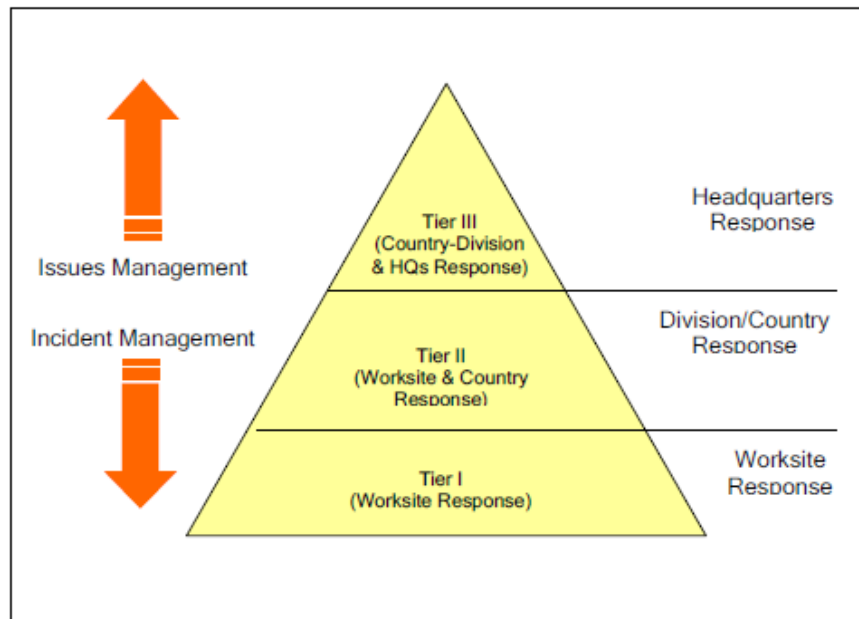 Issues Management
Incident Management
Tier III
(Country-Division
& HQs Response)
Tier II
(Worksite & Country
Response)
Tier I
(Worksite Response)
Headquarters
Response
Division/Country
Response
Worksite
Response